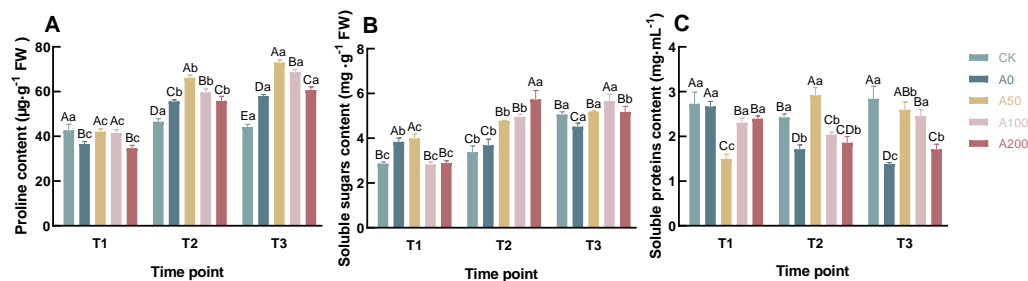 A
Proline content (μg·g⁻¹ FW)
80
60
40
20
0
Ac Bc Ac Ac Bc
Da Cb Ab Bb Cb
Ea Da Aa Ba Ca
T1 T2 T3
Time point
B
Soluble sugars content (mg ·g⁻¹ FW)
8
6
4
2
0
Bc Ab Ac Bc Bc
Cb Cb Bb Bb Aa
Ba Ca Bb Aa Bb
T1 T2 T3
Time point
C
Soluble proteins content (mg·mL⁻¹)
4
3
2
1
0
Aa Aa Cc Ba Ba
Ba Db Aa Cb CDb
Aa Dc ABb Ba Cb
T1 T2 T3
Time point
CK
A0
A50
A100
A200